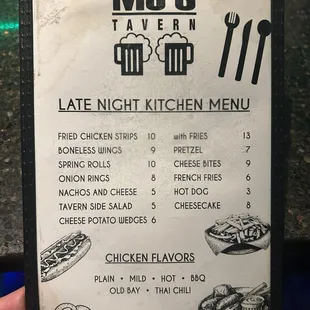 MO'S
TAVERN
LATE NIGHT KITCHEN MENU
FRIED CHICKEN STRIPS 10
BONELESS WINGS 9
SPRING ROLLS 10
ONION RINGS 8
NACHOS AND CHEESE 5
TAVERN SIDE SALAD 5
CHEESE POTATO WEDGES 6
with FRIES 13
PRETZEL 7
CHEESE BITES 9
FRENCH FRIES 6
HOT DOG 3
CHEESECAKE 8
CHICKEN FLAVORS
PLAIN • MILD • HOT • BBQ
OLD BAY • THAI CHILI